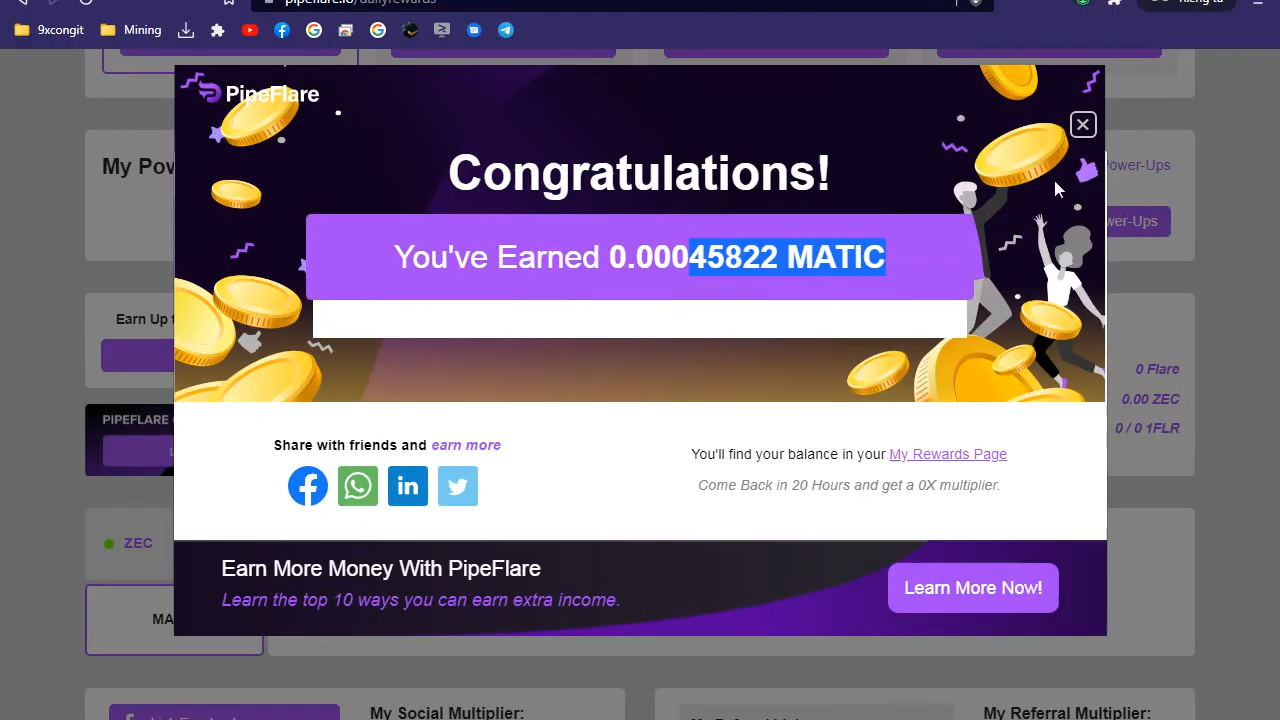 pipeflare.io/dailyrewards
9xcongit
Mining
PipeFlare
Congratulations!
My Pow
Power-Ups
Power-Ups
You've Earned 0.00045822 MATIC
Earn Up t
0 Flare
0.00 ZEC
0 / 0 1FLR
PIPEFLARE
Share with friends and earn more
You'll find your balance in your My Rewards Page
Come Back in 20 Hours and get a 0X multiplier.
ZEC
Earn More Money With PipeFlare
Learn the top 10 ways you can earn extra income.
Learn More Now!
MA
My Social Multiplier:
My Referral Multiplier: